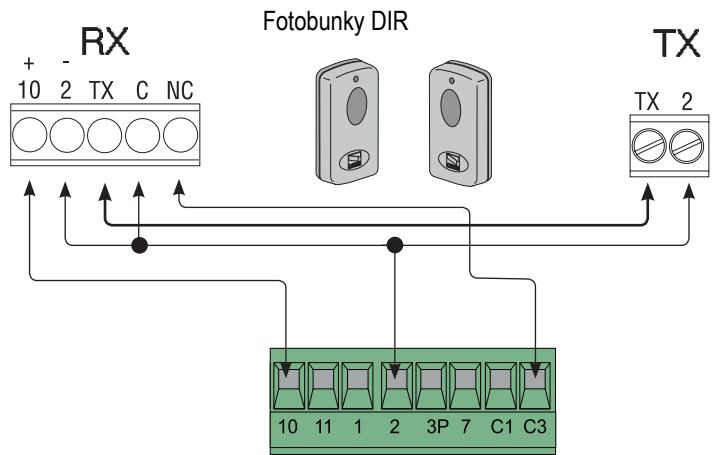 Fotobunky DIR
RX
TX
+ -
10 2 TX C NC
TX 2
10 11 1 2 3P 7 C1 C3